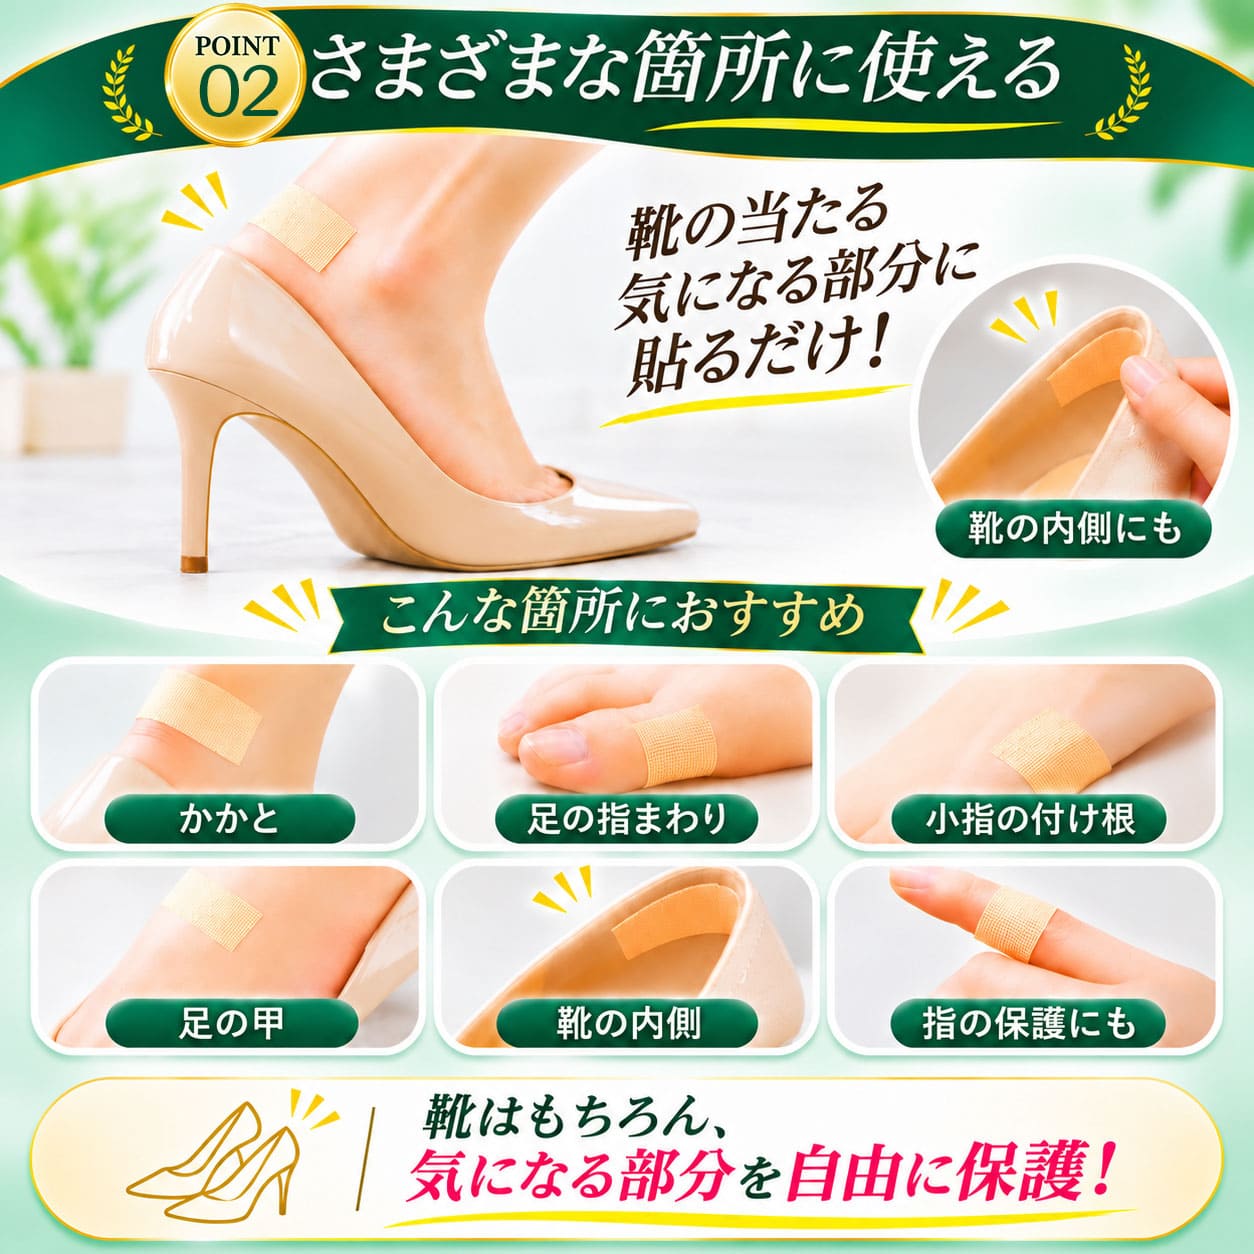 POINT
02
さまざまな箇所に使える
靴の当たる
気になる部分に
貼るだけ！
靴の内側にも
こんな箇所におすすめ
かかと
足の指まわり
小指の付け根
足の甲
靴の内側
指の保護にも
靴はもちろん、
気になる部分を自由に保護！